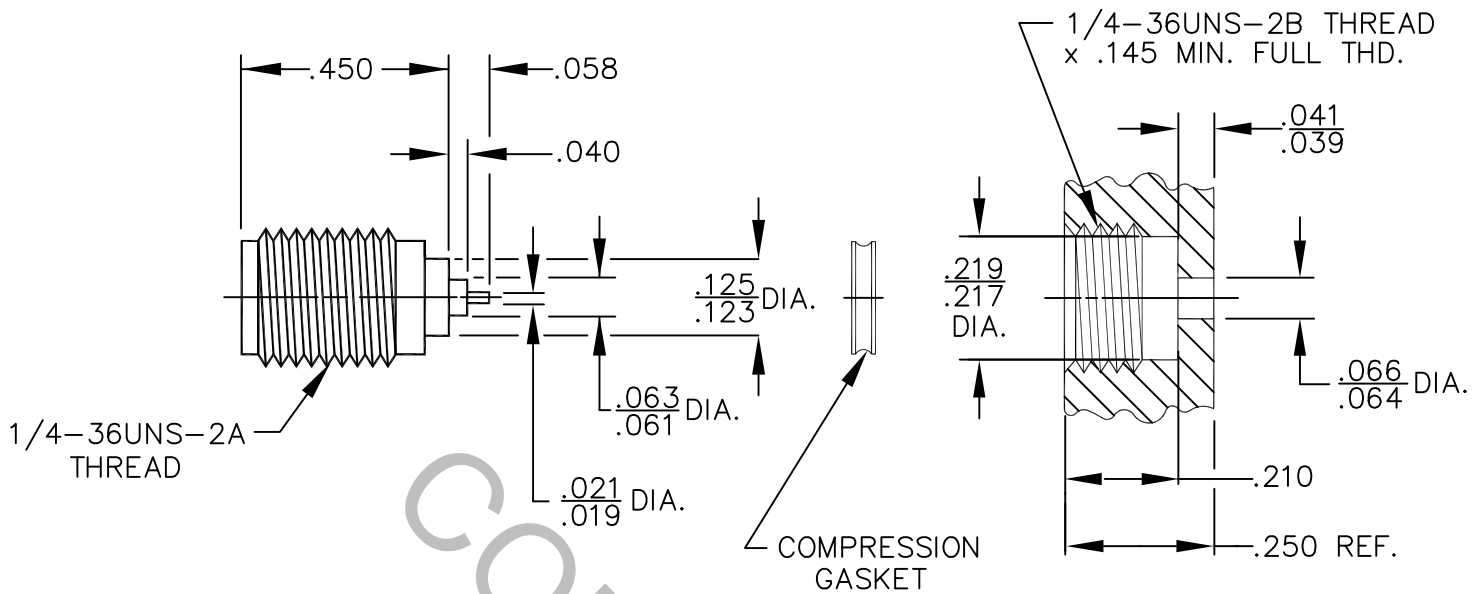 .450
.058
.040
1/4-36UNS-2A
THREAD
.125
.123
DIA.
.063
.061
DIA.
.021
.019
DIA.
COMPRESSION
GASKET
1/4-36UNS-2B THREAD
x .145 MIN. FULL THD.
.041
.039
.219
.217
DIA.
.066
.064
DIA.
.210
.250 REF.